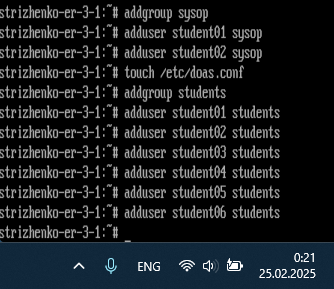 strizhenko-er-3-1:~# addgroup sysop
strizhenko-er-3-1:~# adduser student01 sysop
strizhenko-er-3-1:~# adduser student02 sysop
strizhenko-er-3-1:~# touch /etc/doas.conf
strizhenko-er-3-1:~# addgroup students
strizhenko-er-3-1:~# adduser student01 students
strizhenko-er-3-1:~# adduser student02 students
strizhenko-er-3-1:~# adduser student03 students
strizhenko-er-3-1:~# adduser student04 students
strizhenko-er-3-1:~# adduser student05 students
strizhenko-er-3-1:~# adduser student06 students
strizhenko-er-3-1:~#
ENG
0:21
25.02.2025